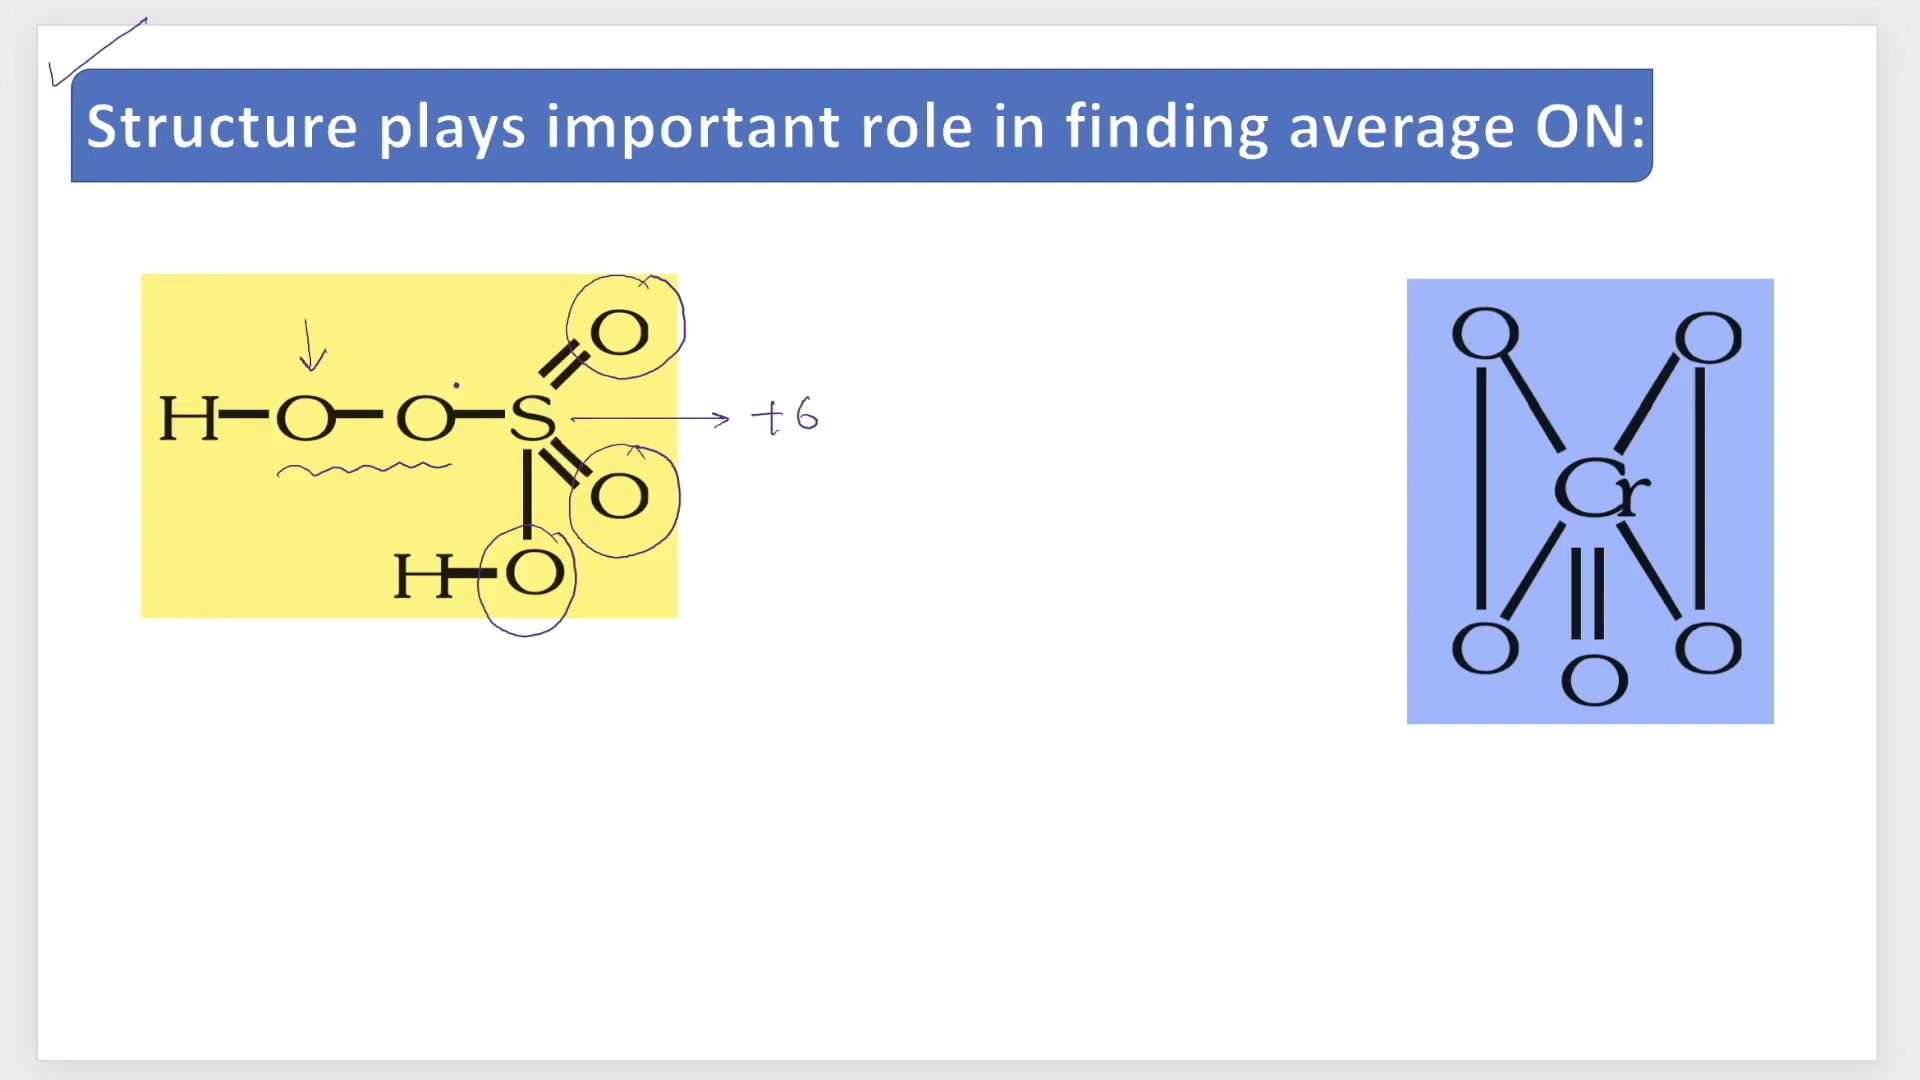 Structure plays important role in finding average ON:
O
H-O-O-S → +6
O
H-O
O O
Cr
O O
O